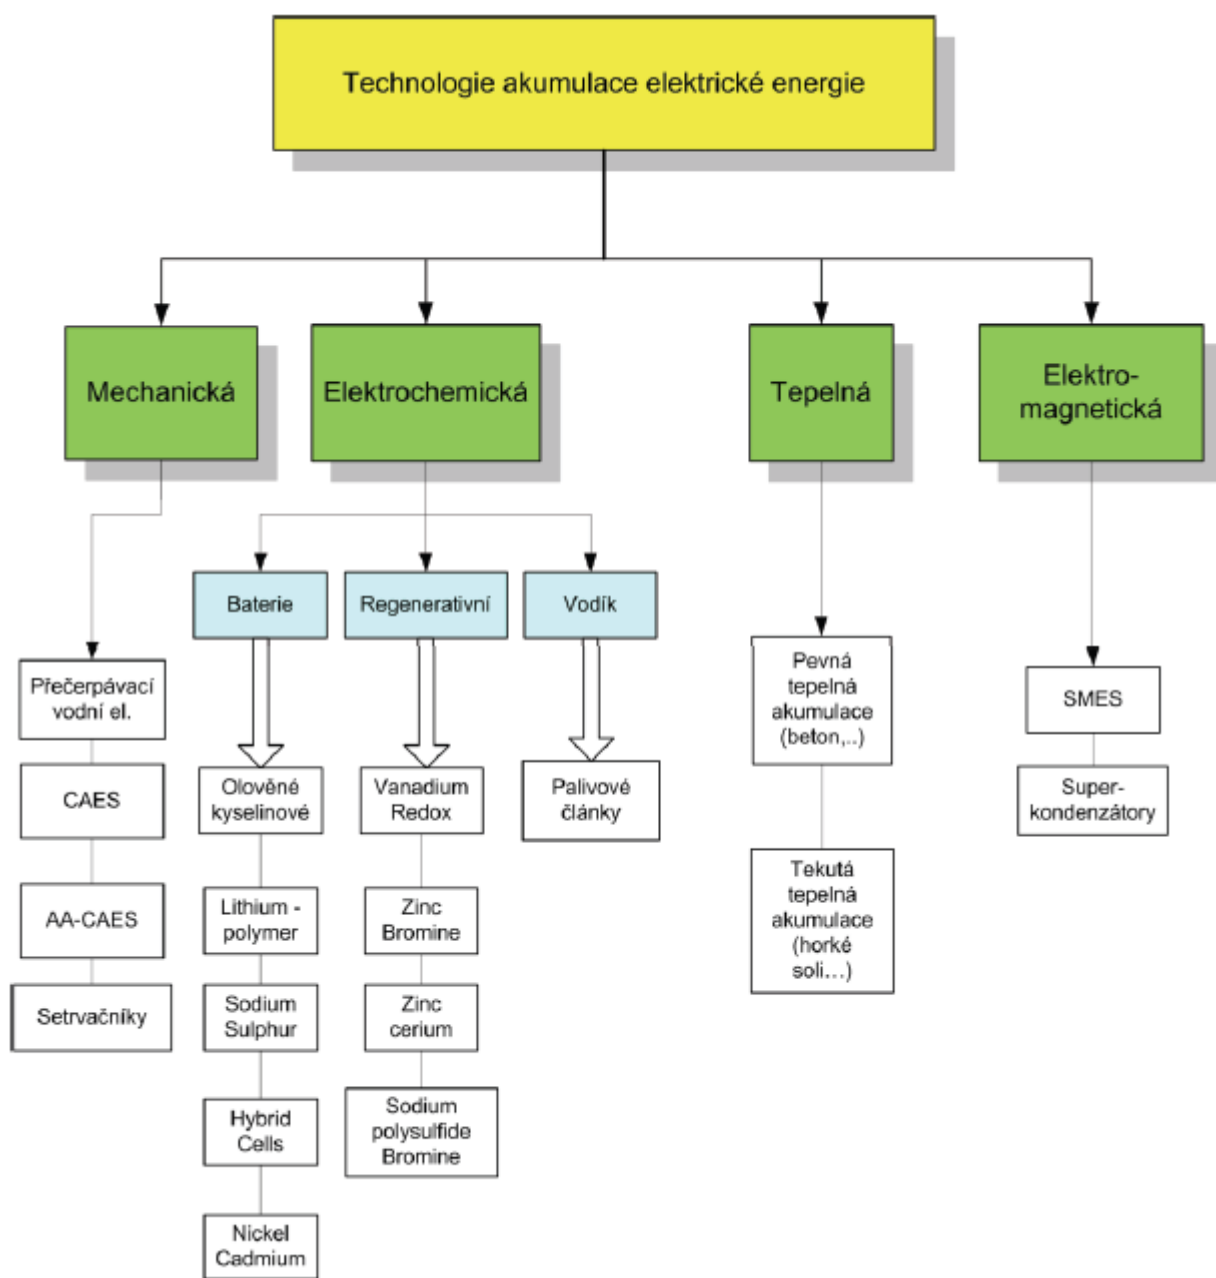 Technologie akumulace elektrické energie
Mechanická
Elektrochemická
Tepelná
Elektro-
magnetická
Baterie
Regenerativní
Vodík
Přečerpávací
vodní el.
CAES
AA-CAES
Setrvačníky
Olověné
kyselinové
Lithium -
polymer
Sodium
Sulphur
Hybrid
Cells
Nickel
Cadmium
Vanadium
Redox
Zinc
Bromine
Zinc
cerium
Sodium
polysulfide
Bromine
Palivové
články
Pevná
tepelná
akumulace
(beton,..)
Tekutá
tepelná
akumulace
(horké
soli...)
SMES
Super-
kondenzátory